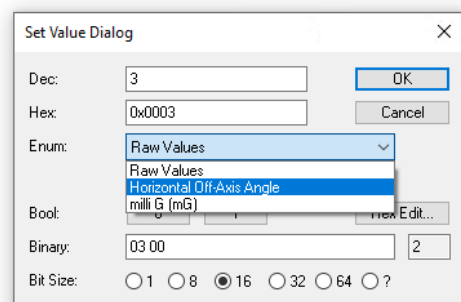 Set Value Dialog
Dec: 3 OK
Hex: 0x0003 Cancel
Enum: Raw Values
Raw Values
Horizontal Off-Axis Angle
milli G (mG)
Bool: Hex Edit...
Binary: 03 00 2
Bit Size: 1 8 16 32 64 ?